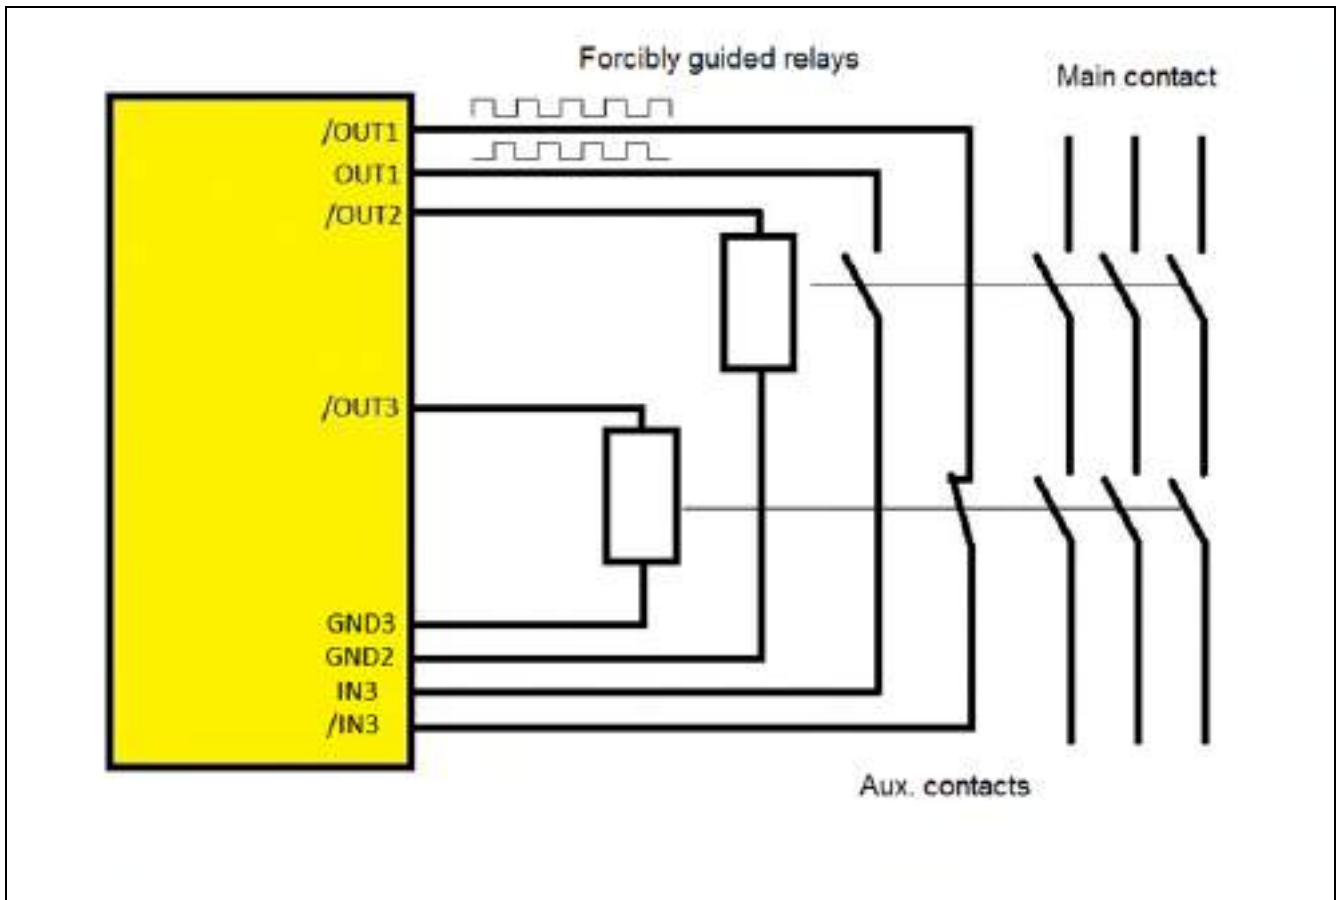 Forcibly guided relays
Main contact
/OUT1
OUT1
/OUT2
/OUT3
GND3
GND2
IN3
/IN3
Aux. contacts